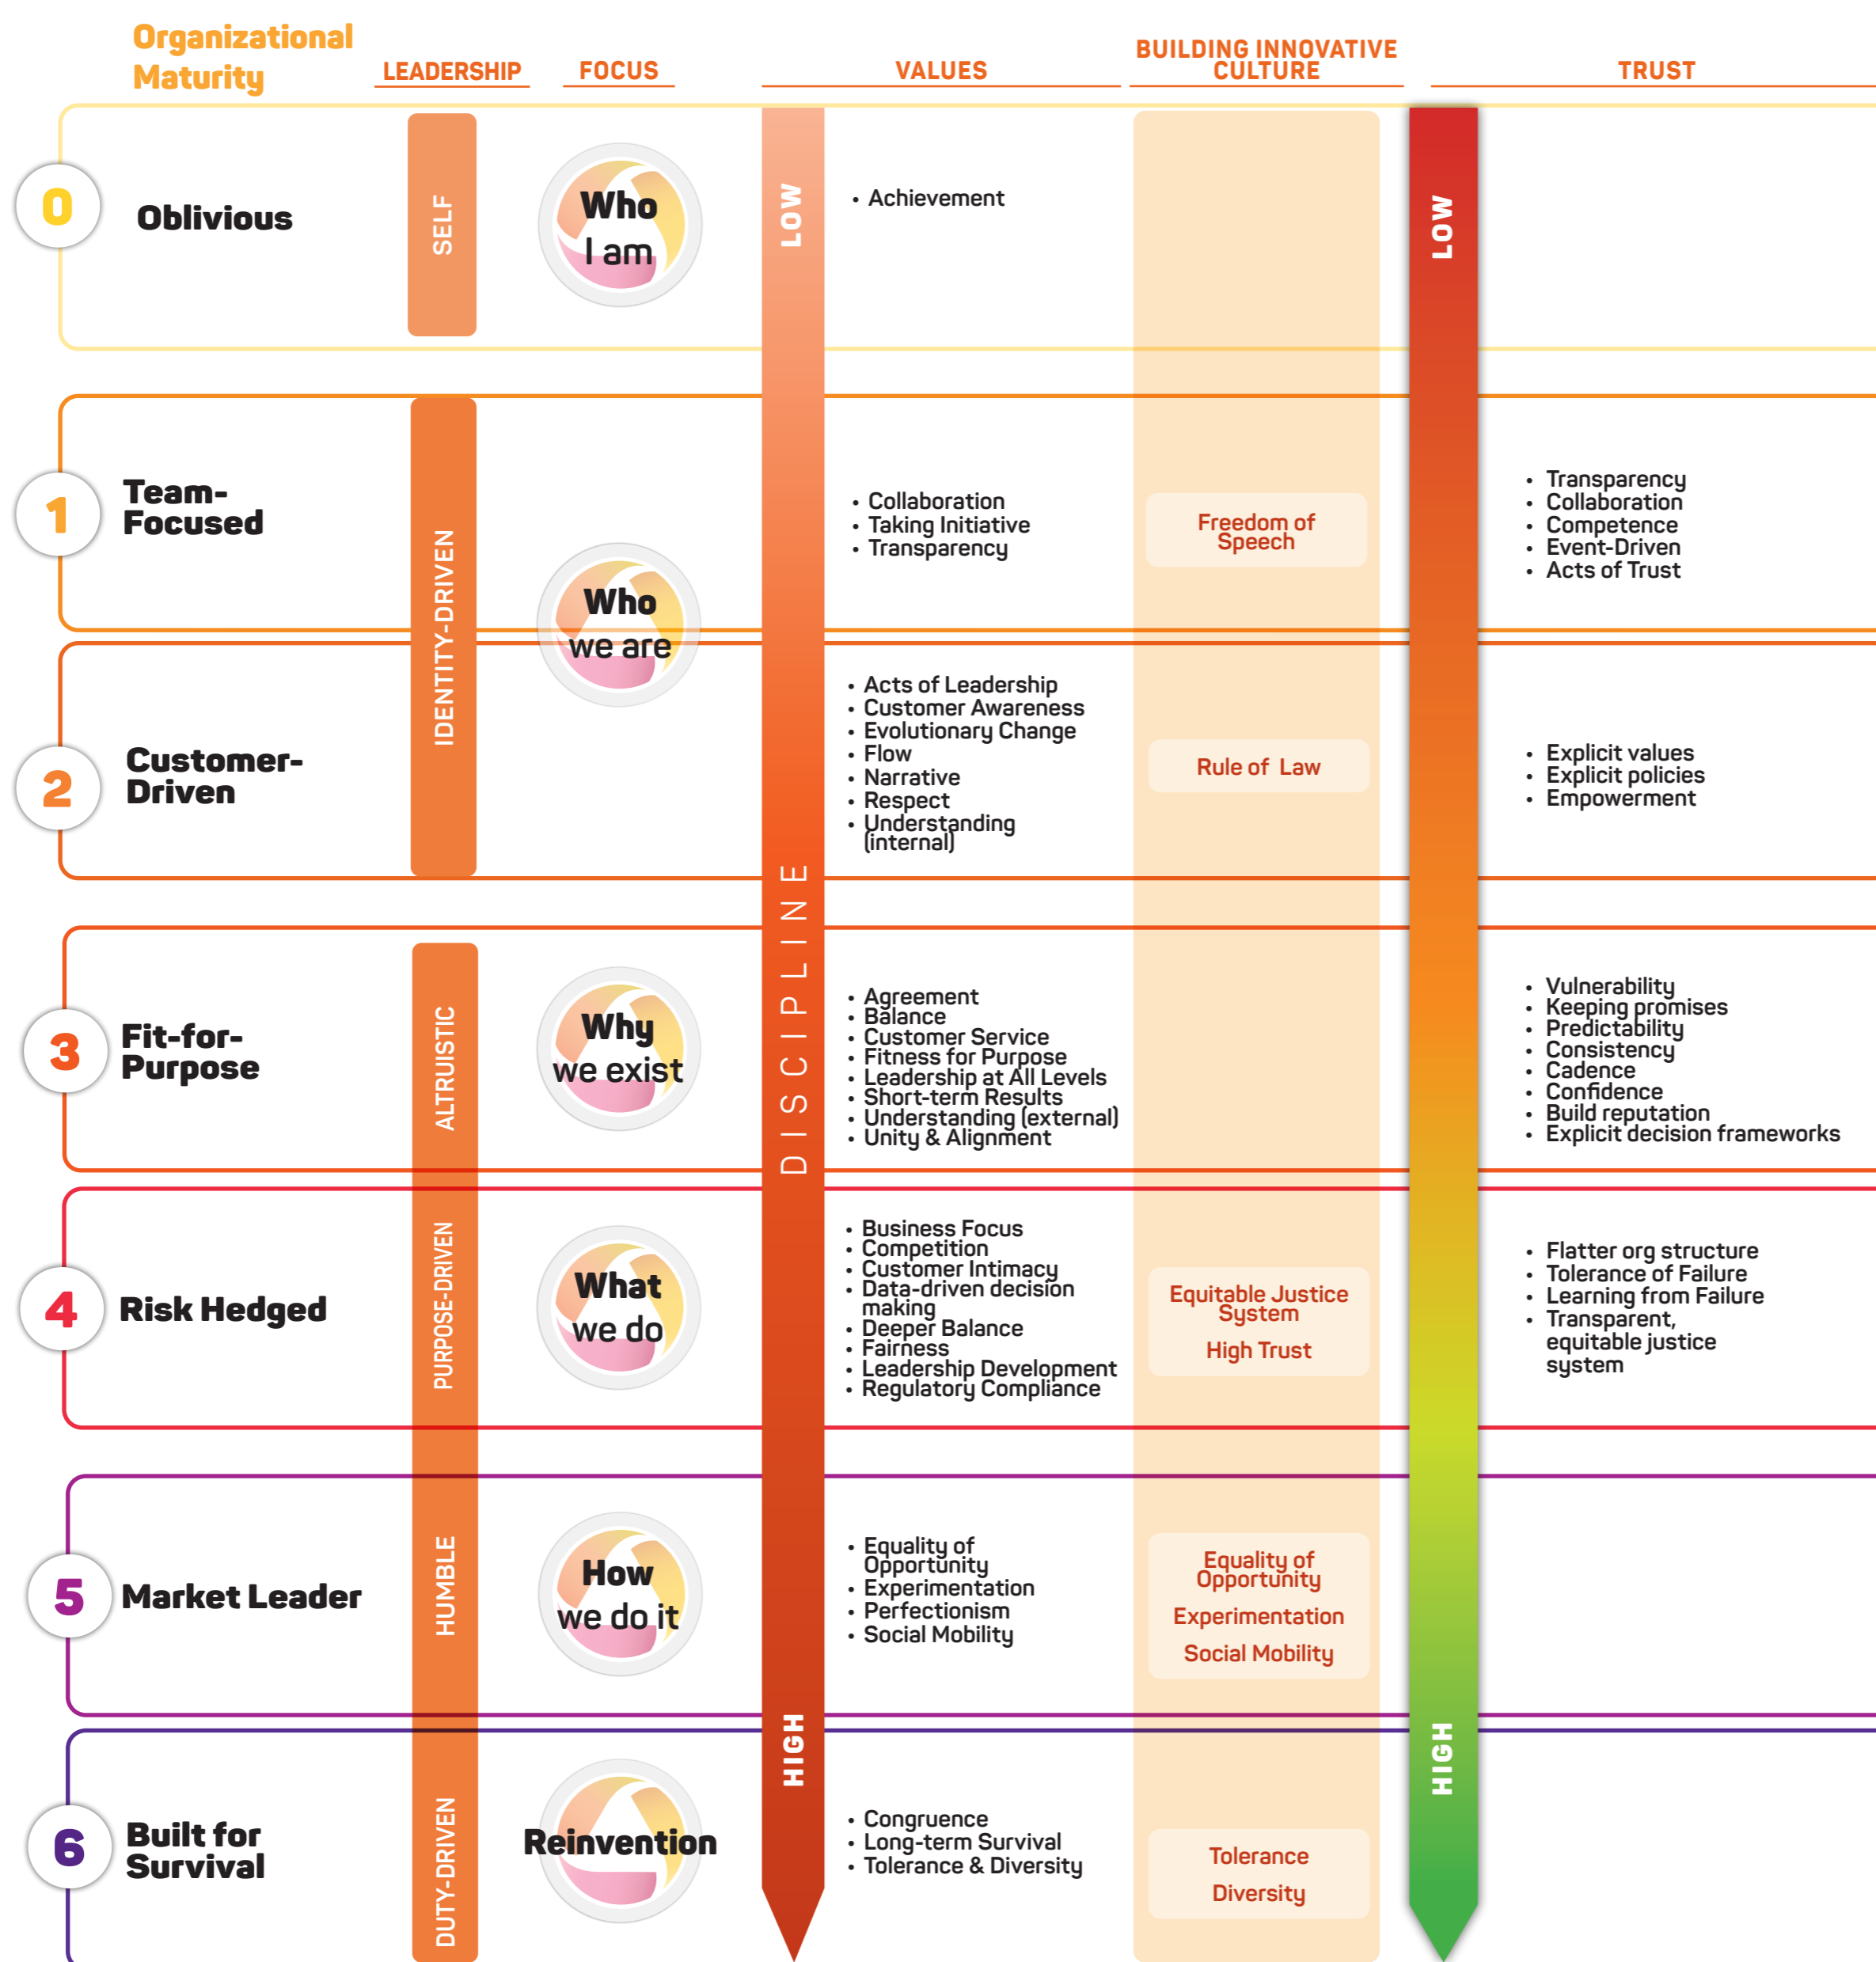 Organizational
Maturity
LEADERSHIP
FOCUS
VALUES
BUILDING INNOVATIVE
CULTURE
TRUST
0
Oblivious
SELF
Who
I am
LOW
• Achievement
LOW
1
Team-
Focused
IDENTITY-DRIVEN
Who
we are
• Collaboration
• Taking Initiative
• Transparency
Freedom of
Speech
• Transparency
• Collaboration
• Competence
• Event-Driven
• Acts of Trust
2
Customer-
Driven
• Acts of Leadership
• Customer Awareness
• Evolutionary Change
• Flow
• Narrative
• Respect
• Understanding
(internal)
Rule of Law
• Explicit values
• Explicit policies
• Empowerment
DISCIPLINE
3
Fit-for-
Purpose
ALTRUISTIC
Why
we exist
• Agreement
• Balance
• Customer Service
• Fitness for Purpose
• Leadership at All Levels
• Short-term Results
• Understanding (external)
• Unity & Alignment
• Vulnerability
• Keeping promises
• Predictability
• Consistency
• Cadence
• Confidence
• Build reputation
• Explicit decision frameworks
4
Risk Hedged
PURPOSE-DRIVEN
What
we do
• Business Focus
• Competition
• Customer Intimacy
• Data-driven decision
making
• Deeper Balance
• Fairness
• Leadership Development
• Regulatory Compliance
Equitable Justice
System
High Trust
• Flatter org structure
• Tolerance of Failure
• Learning from Failure
• Transparent,
equitable justice
system
5
Market Leader
HUMBLE
How
we do it
• Equality of
Opportunity
• Experimentation
• Perfectionism
• Social Mobility
Equality of
Opportunity
Experimentation
Social Mobility
HIGH
HIGH
6
Built for
Survival
DUTY-DRIVEN
Reinvention
• Congruence
• Long-term Survival
• Tolerance & Diversity
Tolerance
Diversity